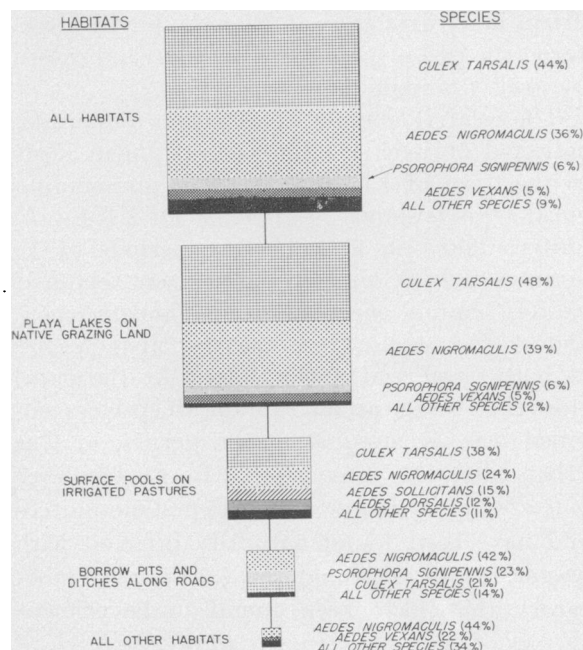 HABITATS
SPECIES
CULEX TARSALIS (44%)
ALL HABITATS
AEDES NIGROMACULIS (36%)
PSOROPHORA SIGNIPENNIS (6%)
AEDES VEXANS (5%)
ALL OTHER SPECIES (9%)
CULEX TARSALIS (48%)
PLAYA LAKES ON
NATIVE GRAZING LAND
AEDES NIGROMACULIS (39%)
PSOROPHORA SIGNIPENNIS (6%)
AEDES VEXANS (5%)
ALL OTHER SPECIES (2%)
CULEX TARSALIS (38%)
SURFACE POOLS ON
IRRIGATED PASTURES
AEDES NIGROMACULIS (24%)
AEDES SOLLICITANS (15%)
AEDES DORSALIS (12%)
ALL OTHER SPECIES (11%)
BORROW PITS AND
DITCHES ALONG ROADS
AEDES NIGROMACULIS (42%)
PSOROPHORA SIGNIPENNIS (23%)
CULEX TARSALIS (21%)
ALL OTHER SPECIES (14%)
ALL OTHER HABITATS
AEDES NIGROMACULIS (44%)
AEDES VEXANS (22%)
ALL OTHER SPECIES (34%)